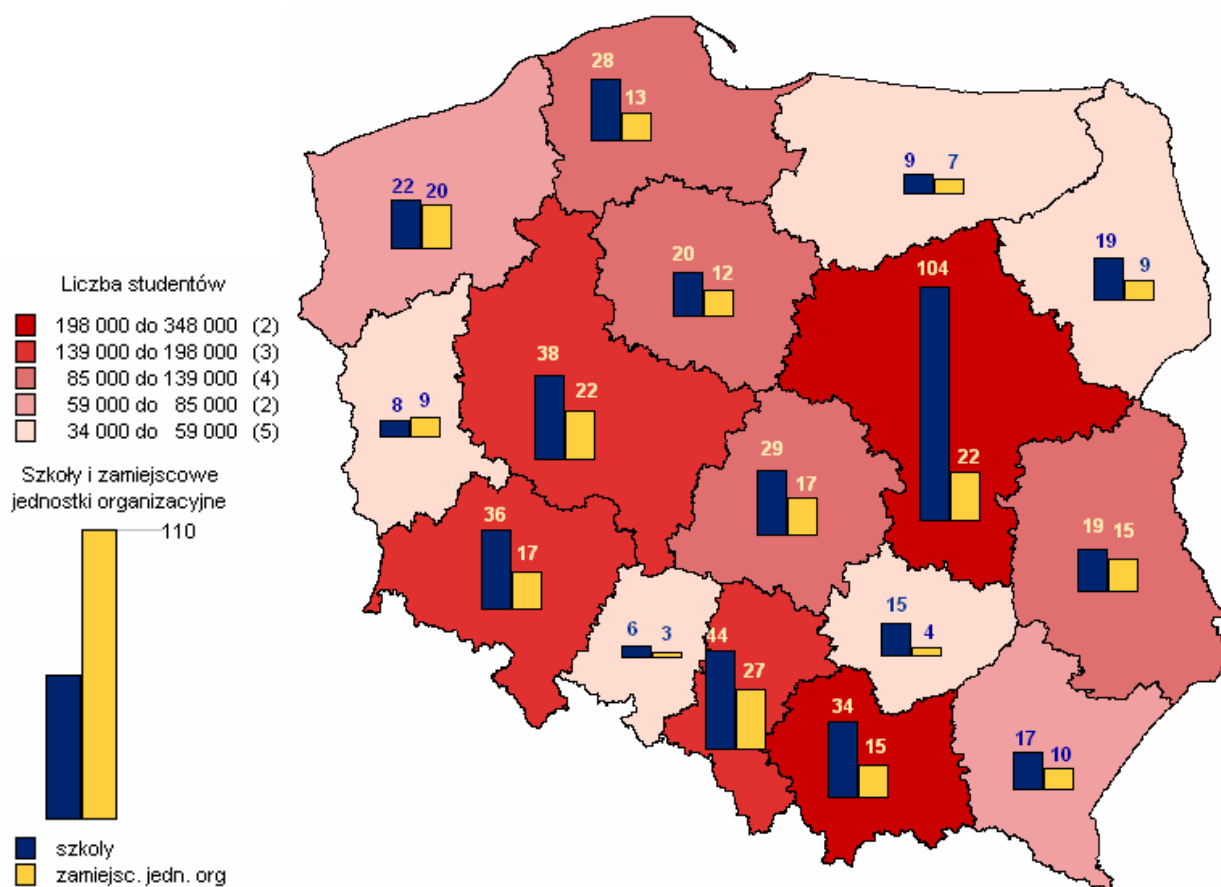 28
13
9 7
22 20
19
9
20
12
104
Liczba studentów
198 000 do 348 000 (2)
139 000 do 198 000 (3)
85 000 do 139 000 (4)
59 000 do 85 000 (2)
34 000 do 59 000 (5)
38
22
8 9
29
17
22
Szkoły i zamiejscowe
jednostki organizacyjne
110
36
17
19 15
15
4
6 3
44
27
34
15
17
10
szkoly
zamiejsc. jedn. org